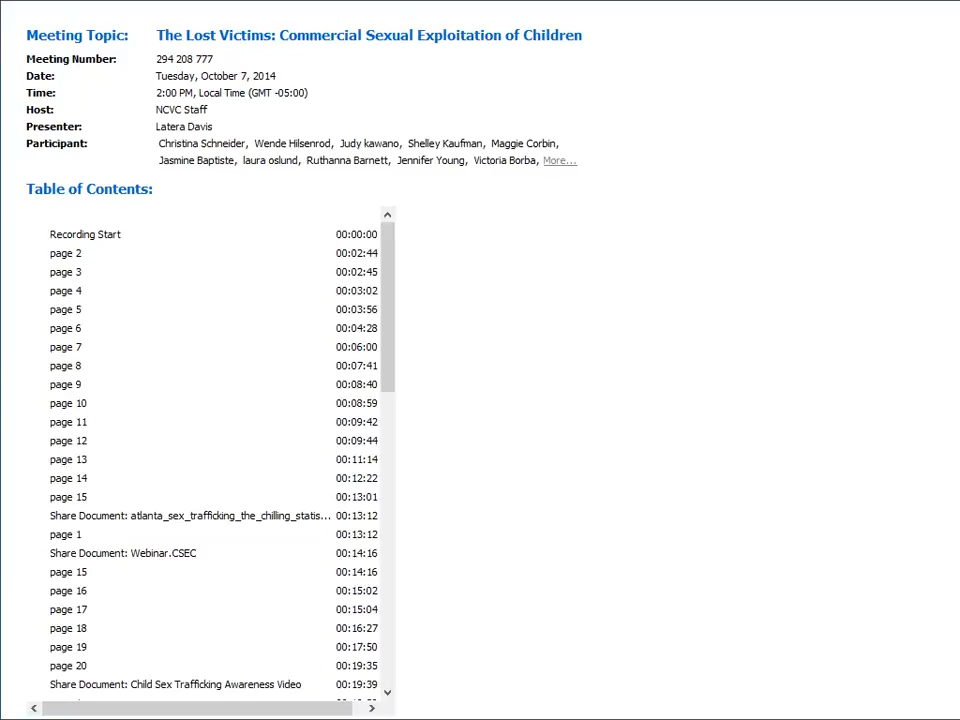 Meeting Topic: The Lost Victims: Commercial Sexual Exploitation of Children
Meeting Number: 294 208 777
Date: Tuesday, October 7, 2014
Time: 2:00 PM, Local Time (GMT -05:00)
Host: NCVC Staff
Presenter: Latera Davis
Participant: Christina Schneider, Wende Hilsenrod, Judy kawano, Shelley Kaufman, Maggie Corbin,
Jasmine Baptiste, laura oslund, Ruthanna Barnett, Jennifer Young, Victoria Borba, More...
Table of Contents:
Recording Start 00:00:00
page 2 00:02:44
page 3 00:02:45
page 4 00:03:02
page 5 00:03:56
page 6 00:04:28
page 7 00:06:00
page 8 00:07:41
page 9 00:08:40
page 10 00:08:59
page 11 00:09:42
page 12 00:09:44
page 13 00:11:14
page 14 00:12:22
page 15 00:13:01
Share Document: atlanta_sex_trafficking_the_chilling_statis... 00:13:12
page 1 00:13:12
Share Document: Webinar.CSEC 00:14:16
page 15 00:14:16
page 16 00:15:02
page 17 00:15:04
page 18 00:16:27
page 19 00:17:50
page 20 00:19:35
Share Document: Child Sex Trafficking Awareness Video 00:19:39